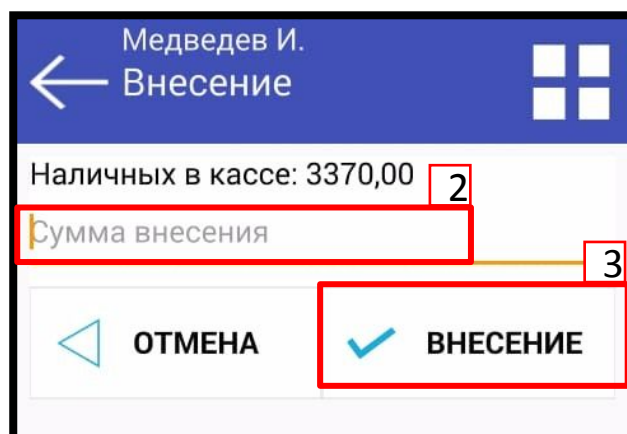 Медведев И.
Внесение
Наличных в кассе: 3370,00
2
Сумма внесения
3
ОТМЕНА
ВНЕСЕНИЕ